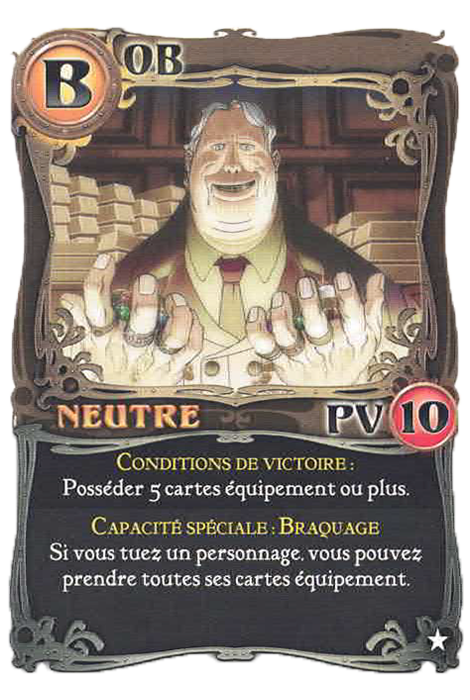 BOB
NEUTRE PV 10
CONDITIONS DE VICTOIRE :
Posséder 5 cartes équipement ou plus.
CAPACITÉ SPÉCIALE : BRAQUAGE
Si vous tuez un personnage, vous pouvez
prendre toutes ses cartes équipement.